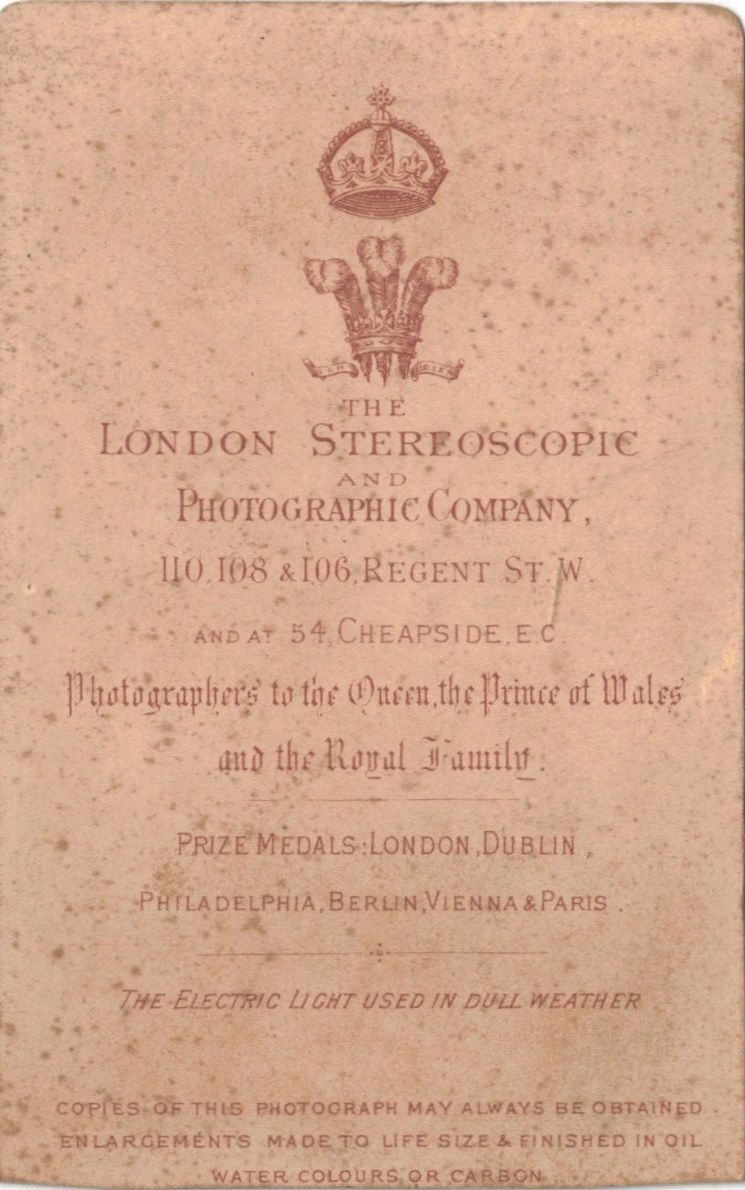 THE
LONDON STEREOSCOPIC
AND
PHOTOGRAPHIC COMPANY,
110, 108 & 106, REGENT ST. W.
AND AT 54, CHEAPSIDE, E.C.
Photographers to the Queen, the Prince of Wales
and the Royal Family.
PRIZE MEDALS: LONDON, DUBLIN,
PHILADELPHIA, BERLIN, VIENNA & PARIS.
THE ELECTRIC LIGHT USED IN DULL WEATHER
COPIES OF THIS PHOTOGRAPH MAY ALWAYS BE OBTAINED.
ENLARGEMENTS MADE TO LIFE SIZE & FINISHED IN OIL
WATER COLOURS OR CARBON